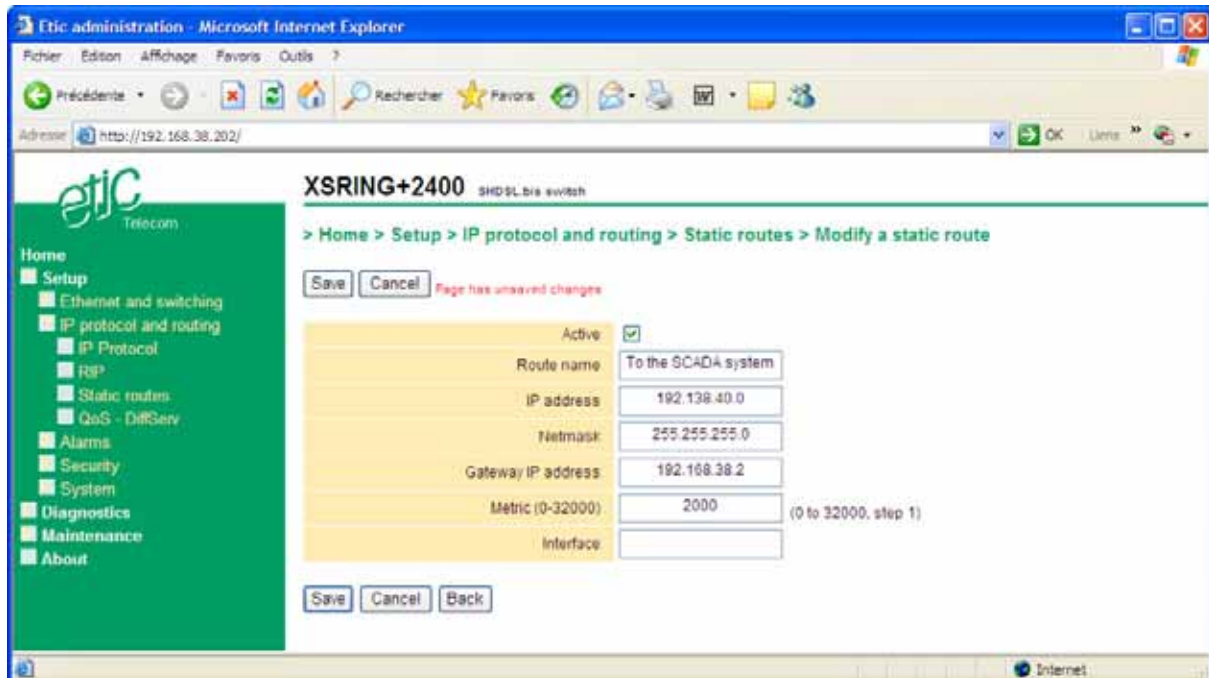 Etic administration - Microsoft Internet Explorer
Fichier Edition Affichage Favoris Outils ?
Précédente Rechercher Favoris
Adresse http://192.168.38.202/ OK Liens »
etic
Telecom
XSRING+2400 SHDSL.bis switch
> Home > Setup > IP protocol and routing > Static routes > Modify a static route
Home
Setup
Ethernet and switching
IP protocol and routing
IP Protocol
RIP
Static routes
QoS - DiffServ
Alarms
Security
System
Diagnostics
Maintenance
About
Save Cancel Page has unsaved changes
Active
Route name To the SCADA system
IP address 192.138.40.0
Netmask 255.255.255.0
Gateway IP address 192.168.38.2
Metric (0-32000) 2000 (0 to 32000, step 1)
Interface
Save Cancel Back
Internet